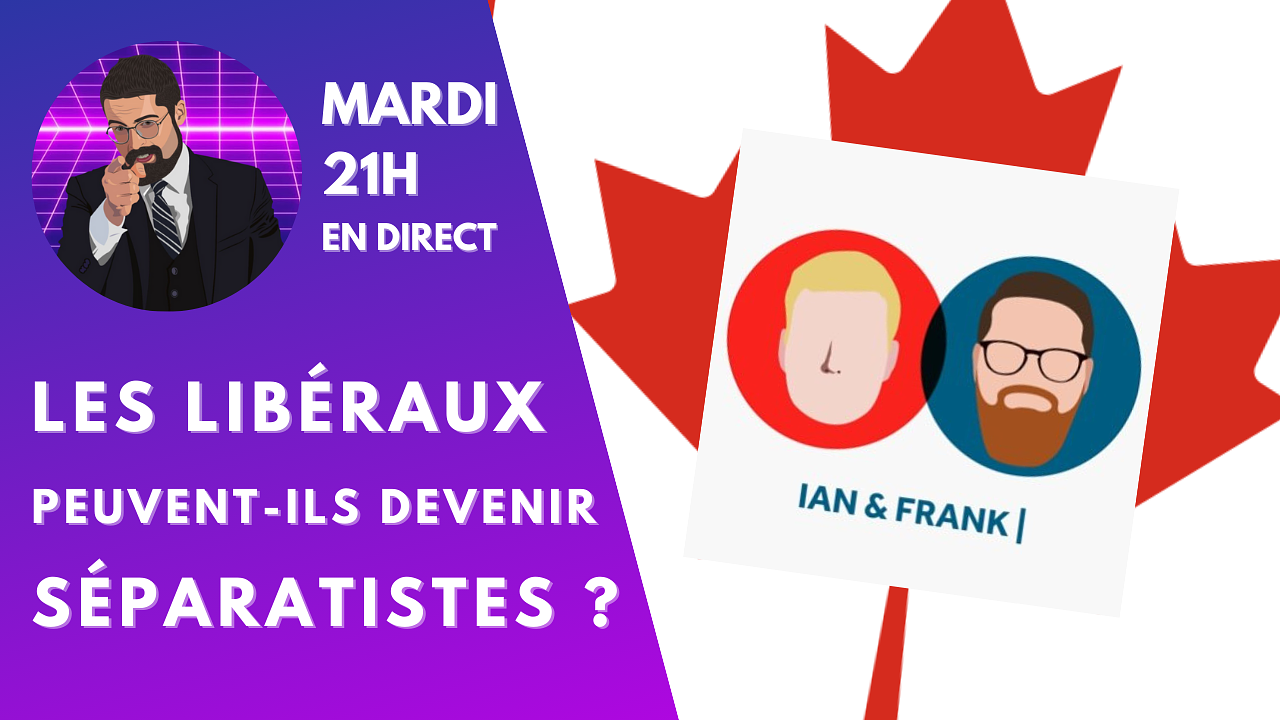 MARDI
21H
EN DIRECT
LES LIBÉRAUX
PEUVENT-ILS DEVENIR
SÉPARATISTES ?
IAN & FRANK |